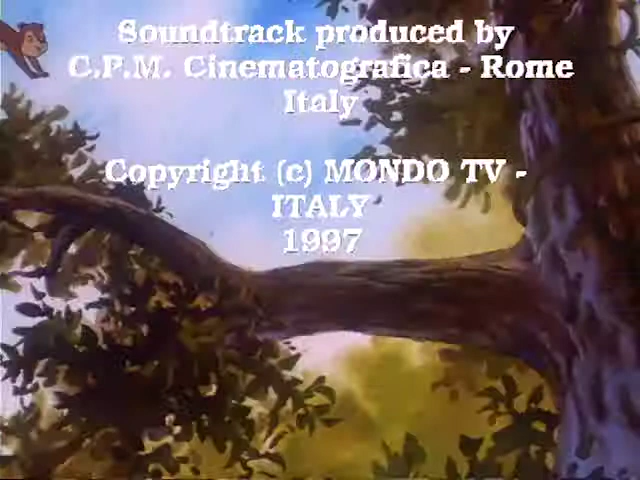 Soundtrack produced by
C.P.M. Cinematografica - Rome
Italy
Copyright (c) MONDO TV -
ITALY
1997